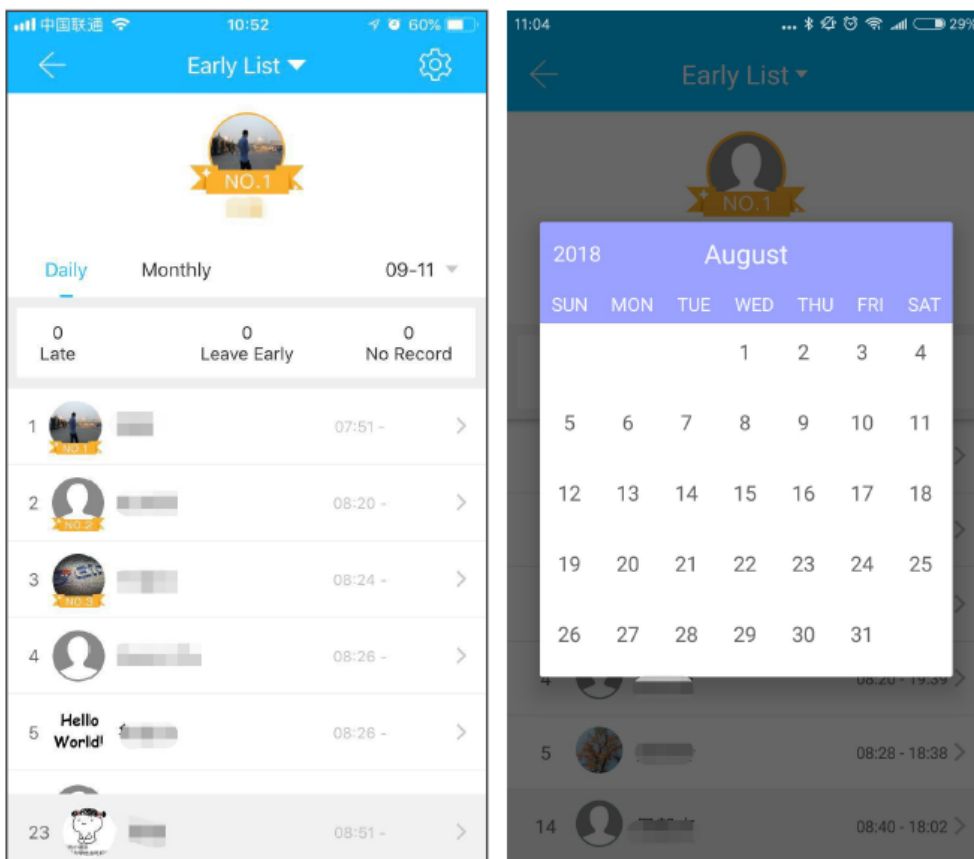 中国联通 10:52 60%
Early List
NO.1
Daily Monthly 09-11
0 0 0
Late Leave Early No Record
1 NO.1 07:51 -
2 NO.2 08:20 -
3 NO.3 08:24 -
4 08:26 -
5 Hello World! 08:26 -
23 08:51 -
11:04 ... 29%
Early List
NO.1
2018 August
SUN MON TUE WED THU FRI SAT
1 2 3 4
5 6 7 8 9 10 11
12 13 14 15 16 17 18
19 20 21 22 23 24 25
26 27 28 29 30 31
4 08:20 - 19:39
5 08:28 - 18:38
14 08:40 - 18:02